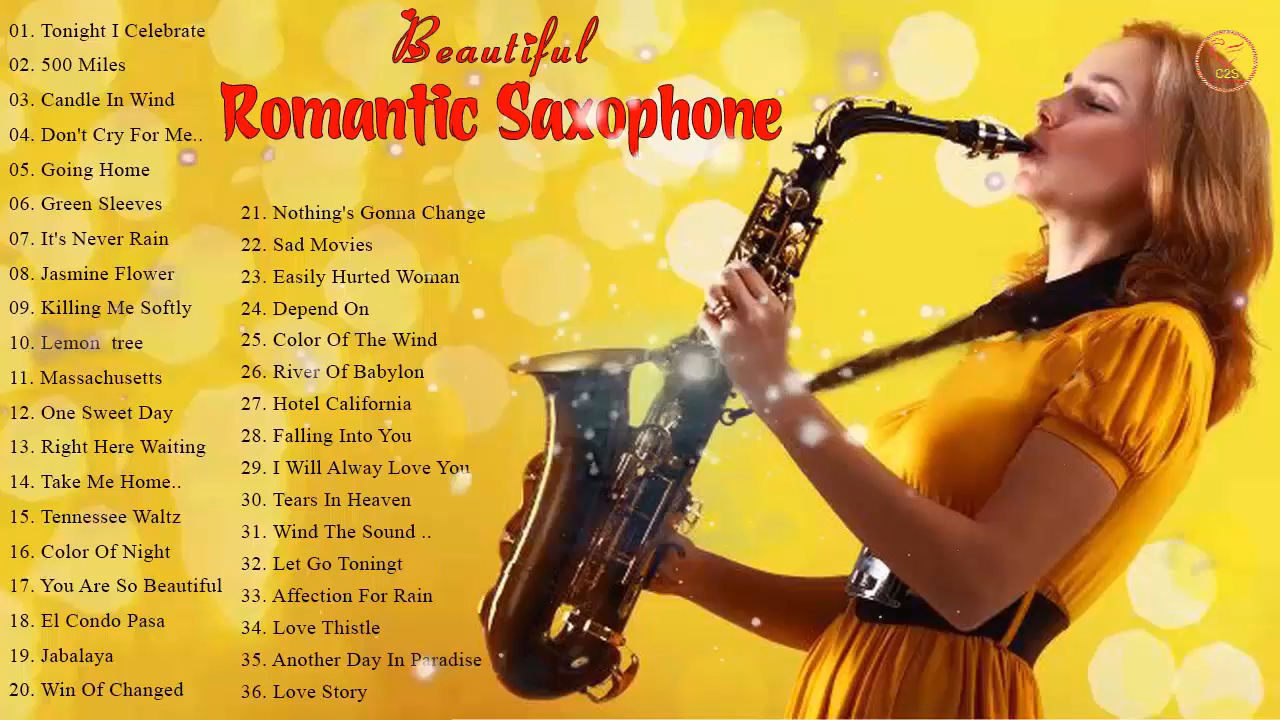 Beautiful
Romantic Saxophone
C2S
01. Tonight I Celebrate
02. 500 Miles
03. Candle In Wind
04. Don't Cry For Me..
05. Going Home
06. Green Sleeves
07. It's Never Rain
08. Jasmine Flower
09. Killing Me Softly
10. Lemon tree
11. Massachusetts
12. One Sweet Day
13. Right Here Waiting
14. Take Me Home..
15. Tennessee Waltz
16. Color Of Night
17. You Are So Beautiful
18. El Condo Pasa
19. Jabalaya
20. Win Of Changed
21. Nothing's Gonna Change
22. Sad Movies
23. Easily Hurted Woman
24. Depend On
25. Color Of The Wind
26. River Of Babylon
27. Hotel California
28. Falling Into You
29. I Will Alway Love You
30. Tears In Heaven
31. Wind The Sound ..
32. Let Go Toningt
33. Affection For Rain
34. Love Thistle
35. Another Day In Paradise
36. Love Story